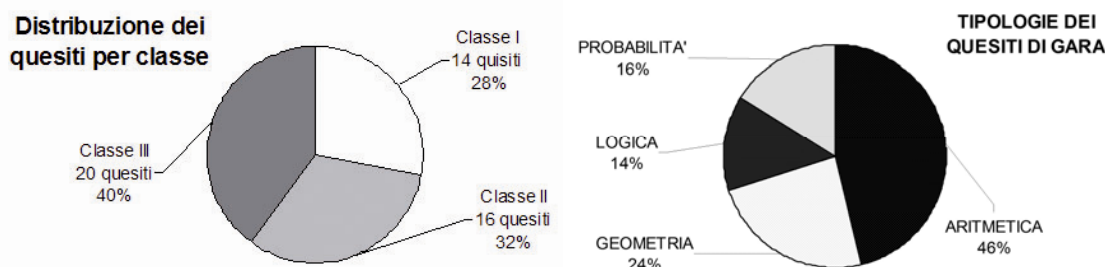 Distribuzione dei
quesiti per classe
Classe I
14 quisiti
28%
Classe III
20 quesiti
40%
Classe II
16 quesiti
32%
TIPOLOGIE DEI
QUESITI DI GARA
PROBABILITA'
16%
LOGICA
14%
GEOMETRIA
24%
ARITMETICA
46%